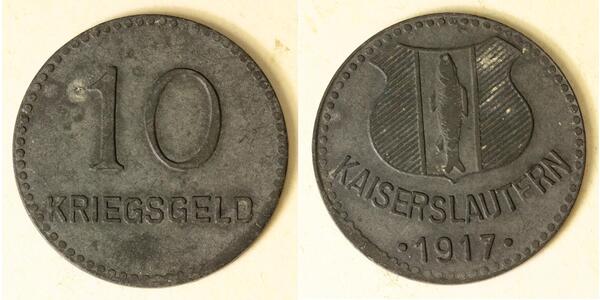 10
KRIEGSGELD
KAISERSLAUTERN
·1917·